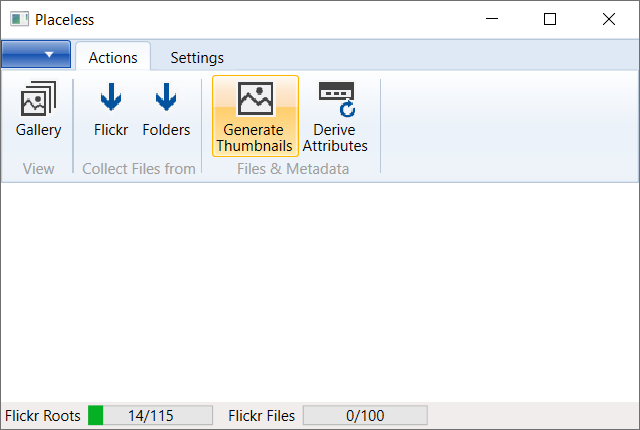 Placeless
Actions Settings
Gallery Flickr Folders Generate Thumbnails Derive Attributes
View Collect Files from Files & Metadata
Flickr Roots 14/115 Flickr Files 0/100